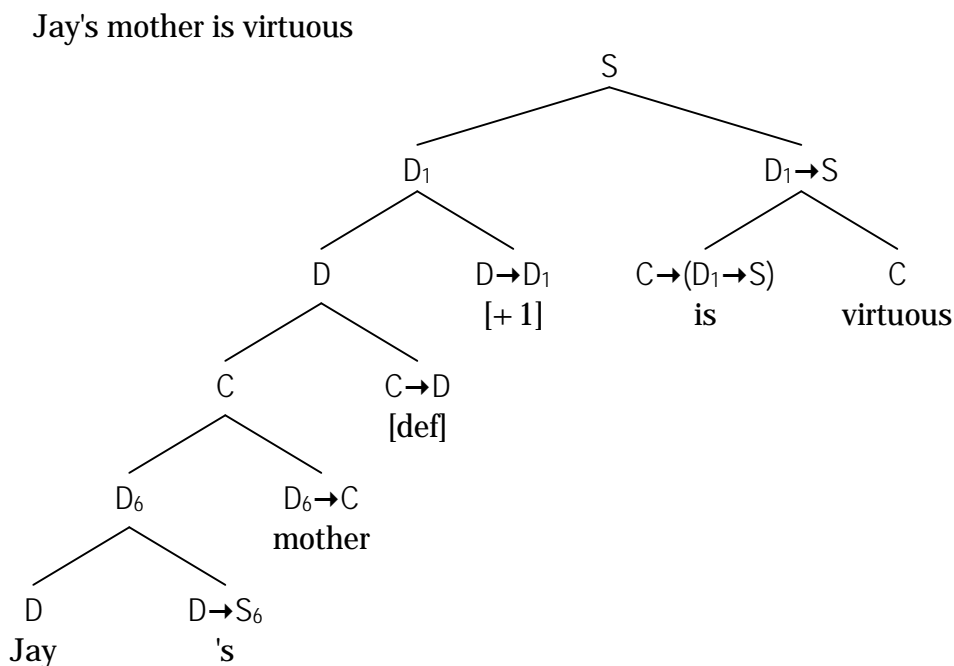 Jay's mother is virtuous
S
D₁ D₁→S
D D→D₁ C→(D₁→S) C
[+1] is virtuous
C C→D
[def]
D₆ D₆→C
mother
D D→S₆
Jay 's